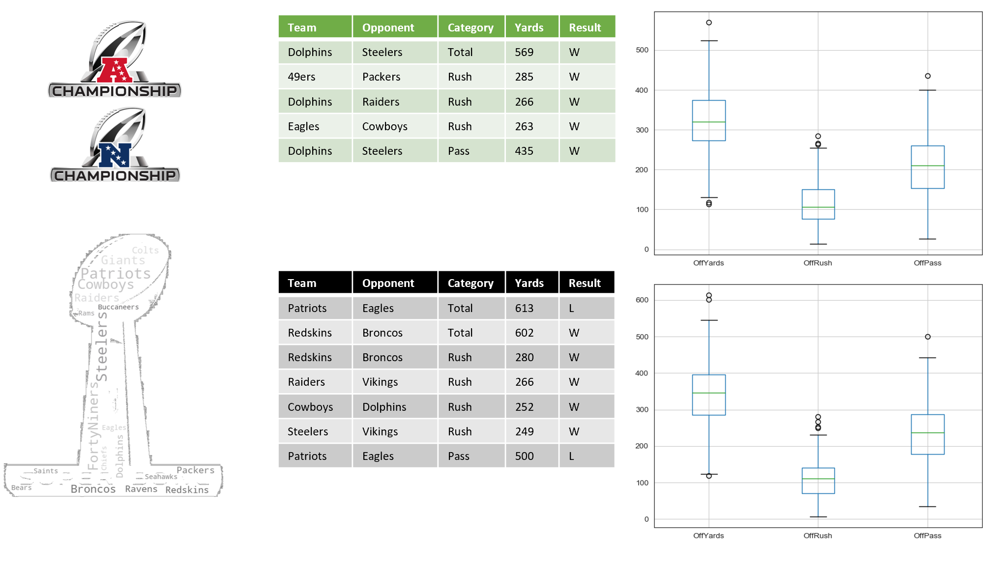 A
CHAMPIONSHIP
N
CHAMPIONSHIP
Team Opponent Category Yards Result
Dolphins Steelers Total 569 W
49ers Packers Rush 285 W
Dolphins Raiders Rush 266 W
Eagles Cowboys Rush 263 W
Dolphins Steelers Pass 435 W
500
400
300
200
100
0
OffYards OffRush OffPass
Colts
Giants
Patriots
Cowboys
Raiders
Buccaneers
Rams
Steelers
FortyNiners
Eagles
Chiefs
Dolphins
Saints
Packers
Seahawks
Bears
Broncos
Ravens
Redskins
Team Opponent Category Yards Result
Patriots Eagles Total 613 L
Redskins Broncos Total 602 W
Redskins Broncos Rush 280 W
Raiders Vikings Rush 266 W
Cowboys Dolphins Rush 252 W
Steelers Vikings Rush 249 W
Patriots Eagles Pass 500 L
600
500
400
300
200
100
0
OffYards OffRush OffPass